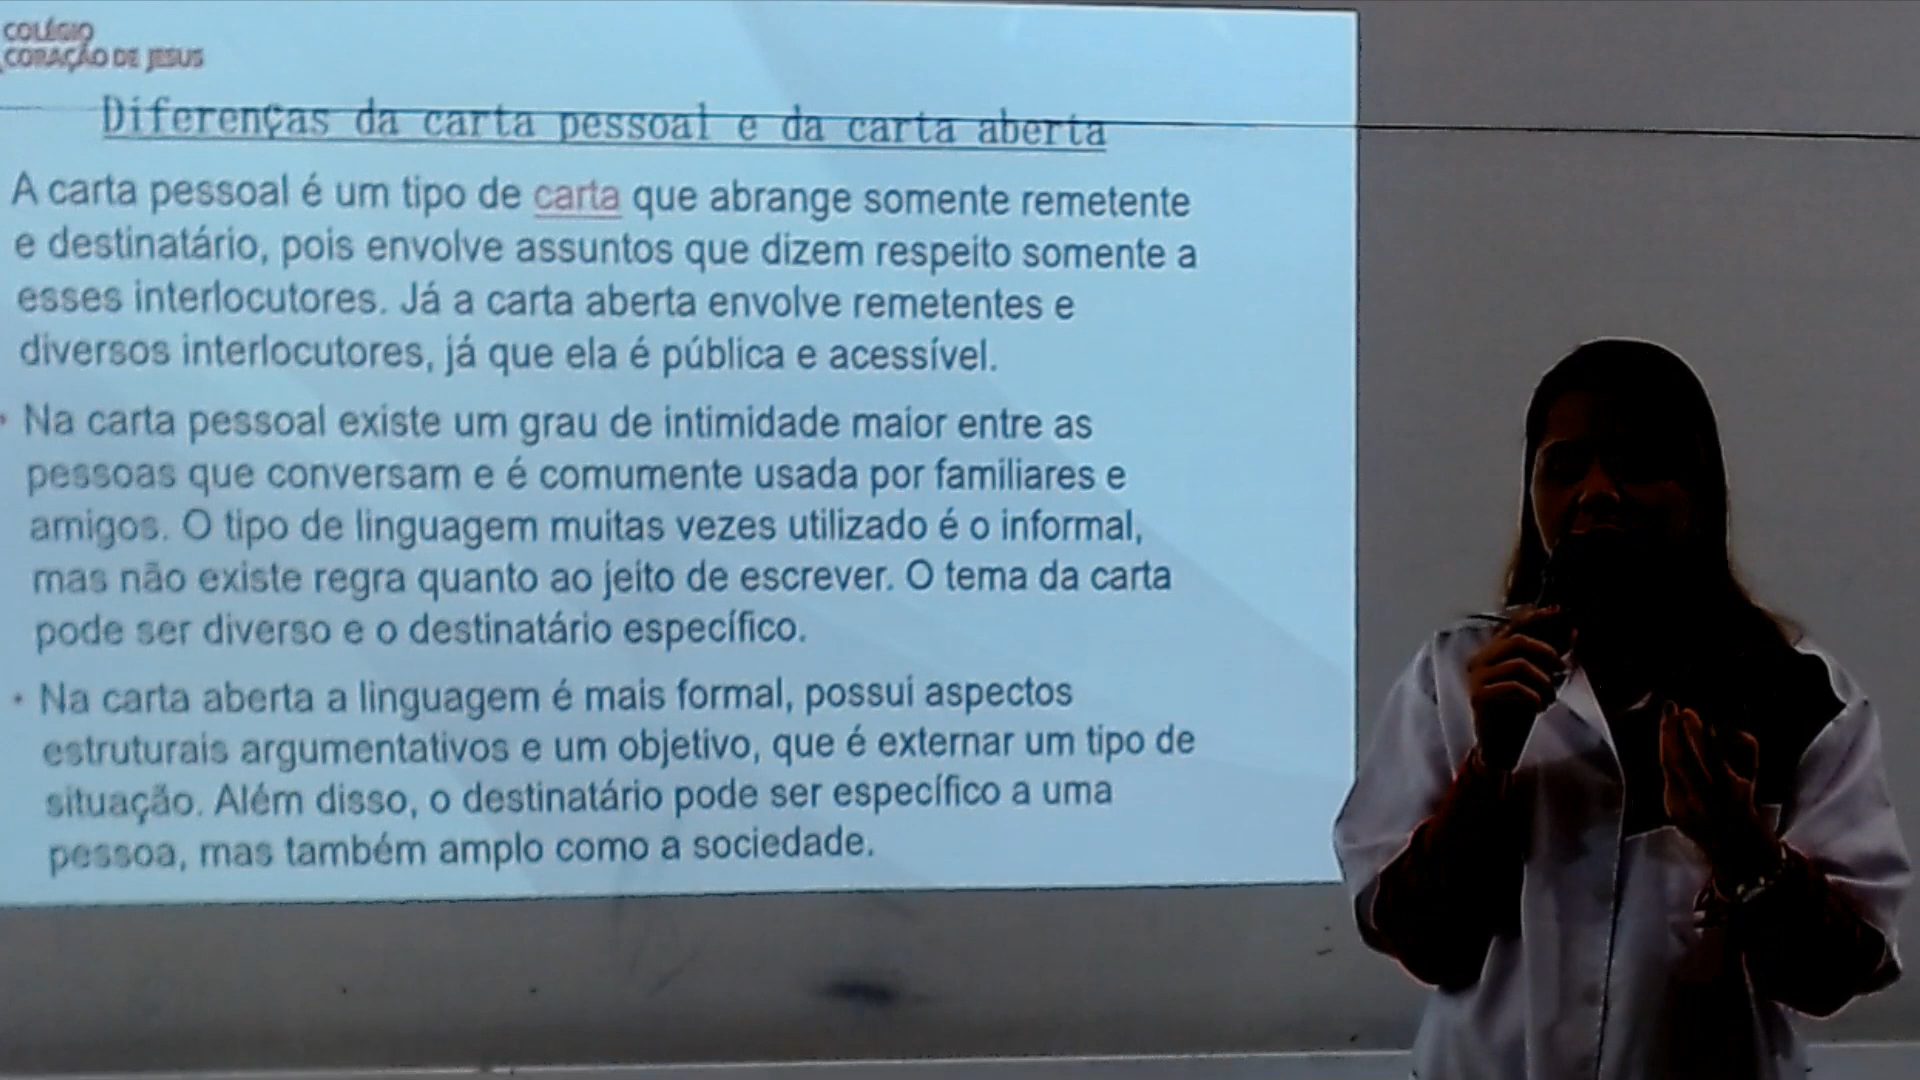 COLÉGIO
CORAÇÃO DE JESUS
Diferenças da carta pessoal e da carta aberta
A carta pessoal é um tipo de carta que abrange somente remetente
e destinatário, pois envolve assuntos que dizem respeito somente a
esses interlocutores. Já a carta aberta envolve remetentes e
diversos interlocutores, já que ela é pública e acessível.
• Na carta pessoal existe um grau de intimidade maior entre as
pessoas que conversam e é comumente usada por familiares e
amigos. O tipo de linguagem muitas vezes utilizado é o informal,
mas não existe regra quanto ao jeito de escrever. O tema da carta
pode ser diverso e o destinatário específico.
• Na carta aberta a linguagem é mais formal, possui aspectos
estruturais argumentativos e um objetivo, que é externar um tipo de
situação. Além disso, o destinatário pode ser específico a uma
pessoa, mas também amplo como a sociedade.